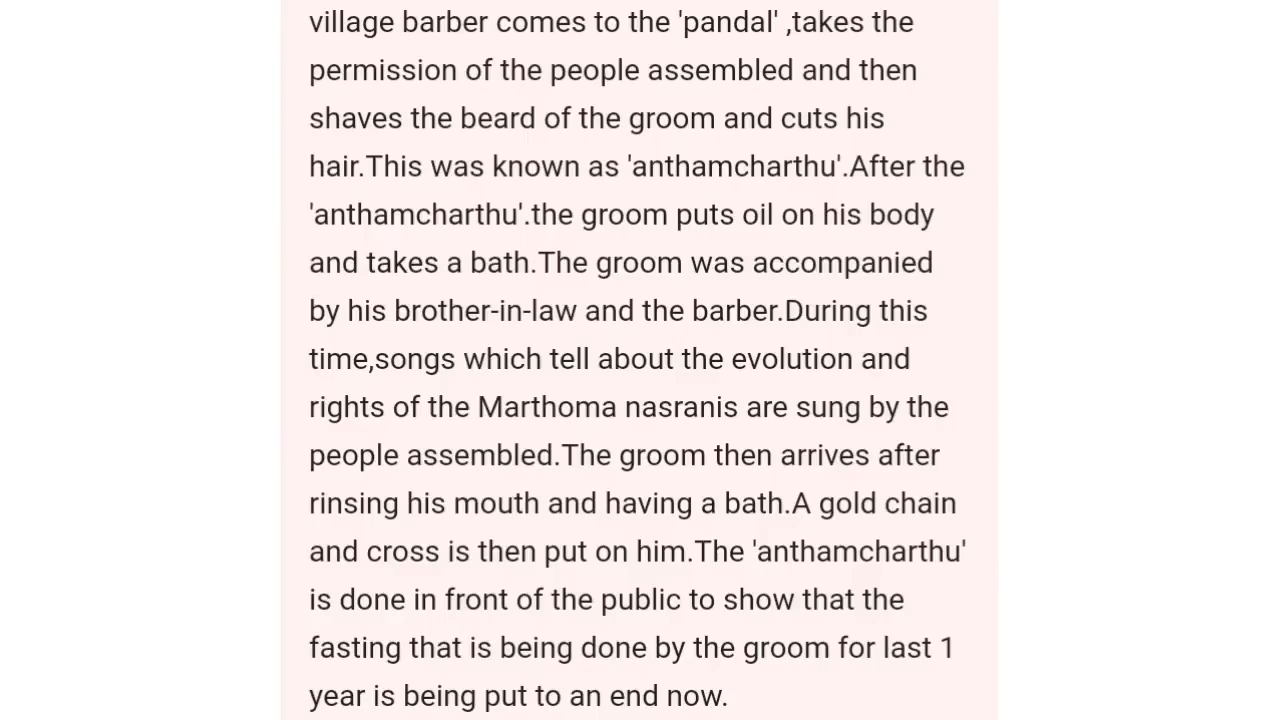 village barber comes to the 'pandal' ,takes the
permission of the people assembled and then
shaves the beard of the groom and cuts his
hair.This was known as 'anthamcharthu'.After the
'anthamcharthu'.the groom puts oil on his body
and takes a bath.The groom was accompanied
by his brother-in-law and the barber.During this
time,songs which tell about the evolution and
rights of the Marthoma nasranis are sung by the
people assembled.The groom then arrives after
rinsing his mouth and having a bath.A gold chain
and cross is then put on him.The 'anthamcharthu'
is done in front of the public to show that the
fasting that is being done by the groom for last 1
year is being put to an end now.